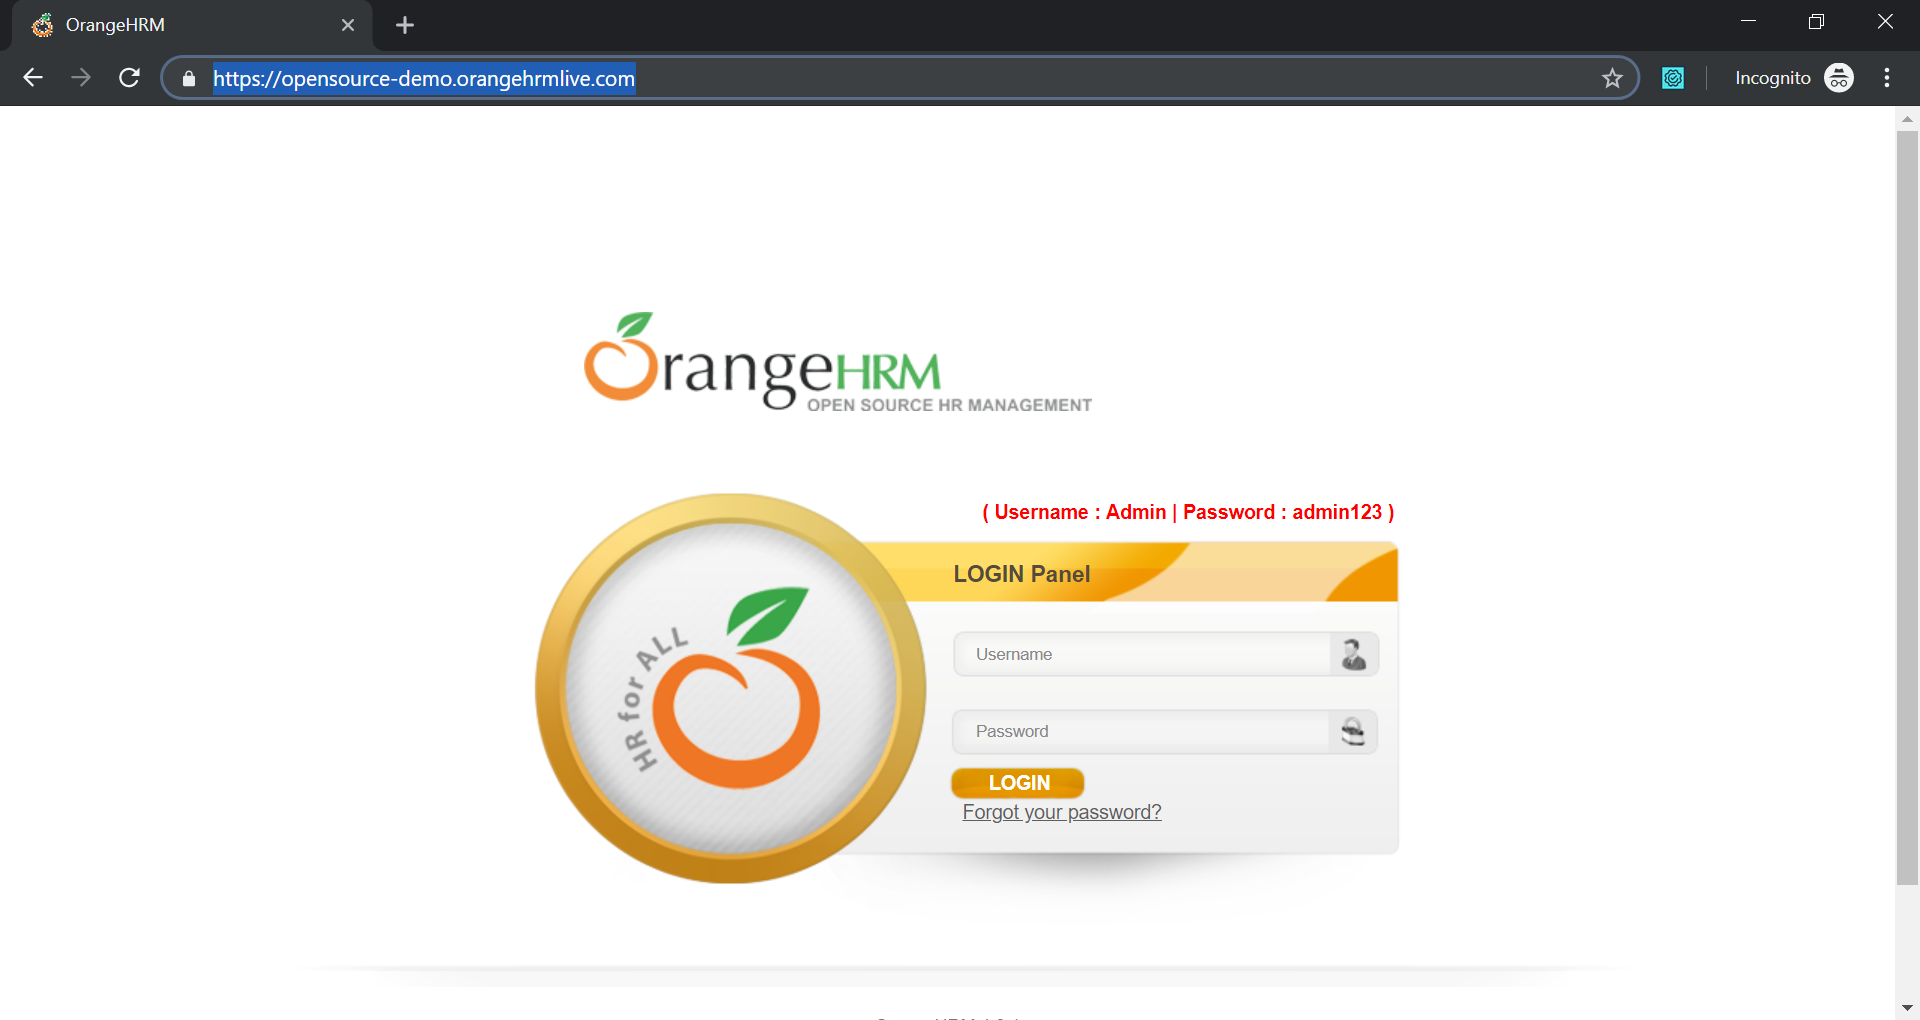 OrangeHRM
https://opensource-demo.orangehrmlive.com
Incognito
OrangeHRM
OPEN SOURCE HR MANAGEMENT
( Username : Admin | Password : admin123 )
LOGIN Panel
HR for ALL
Username
Password
LOGIN
Forgot your password?